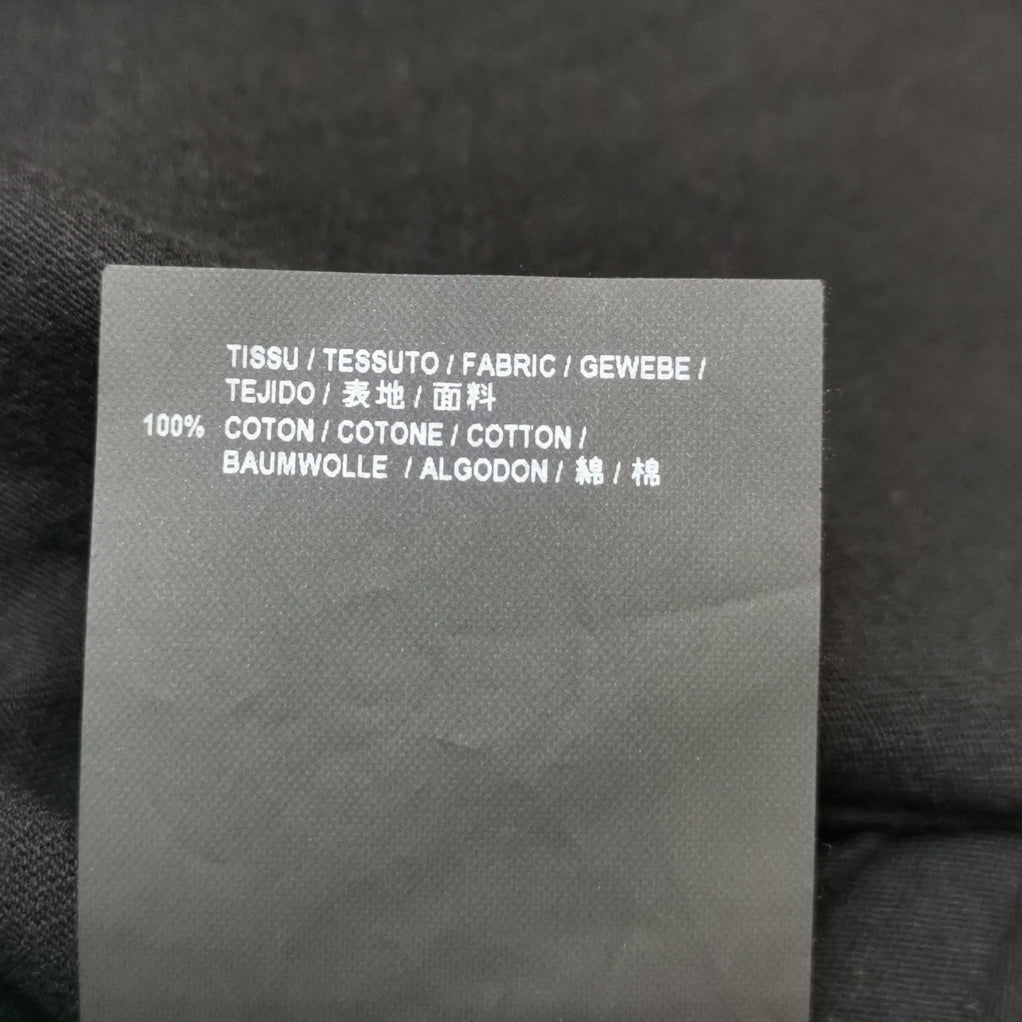 TISSU / TESSUTO / FABRIC / GEWEBE /
TEJIDO / 表地 / 面料
100% COTON / COTONE / COTTON /
BAUMWOLLE / ALGODON / 綿 / 棉